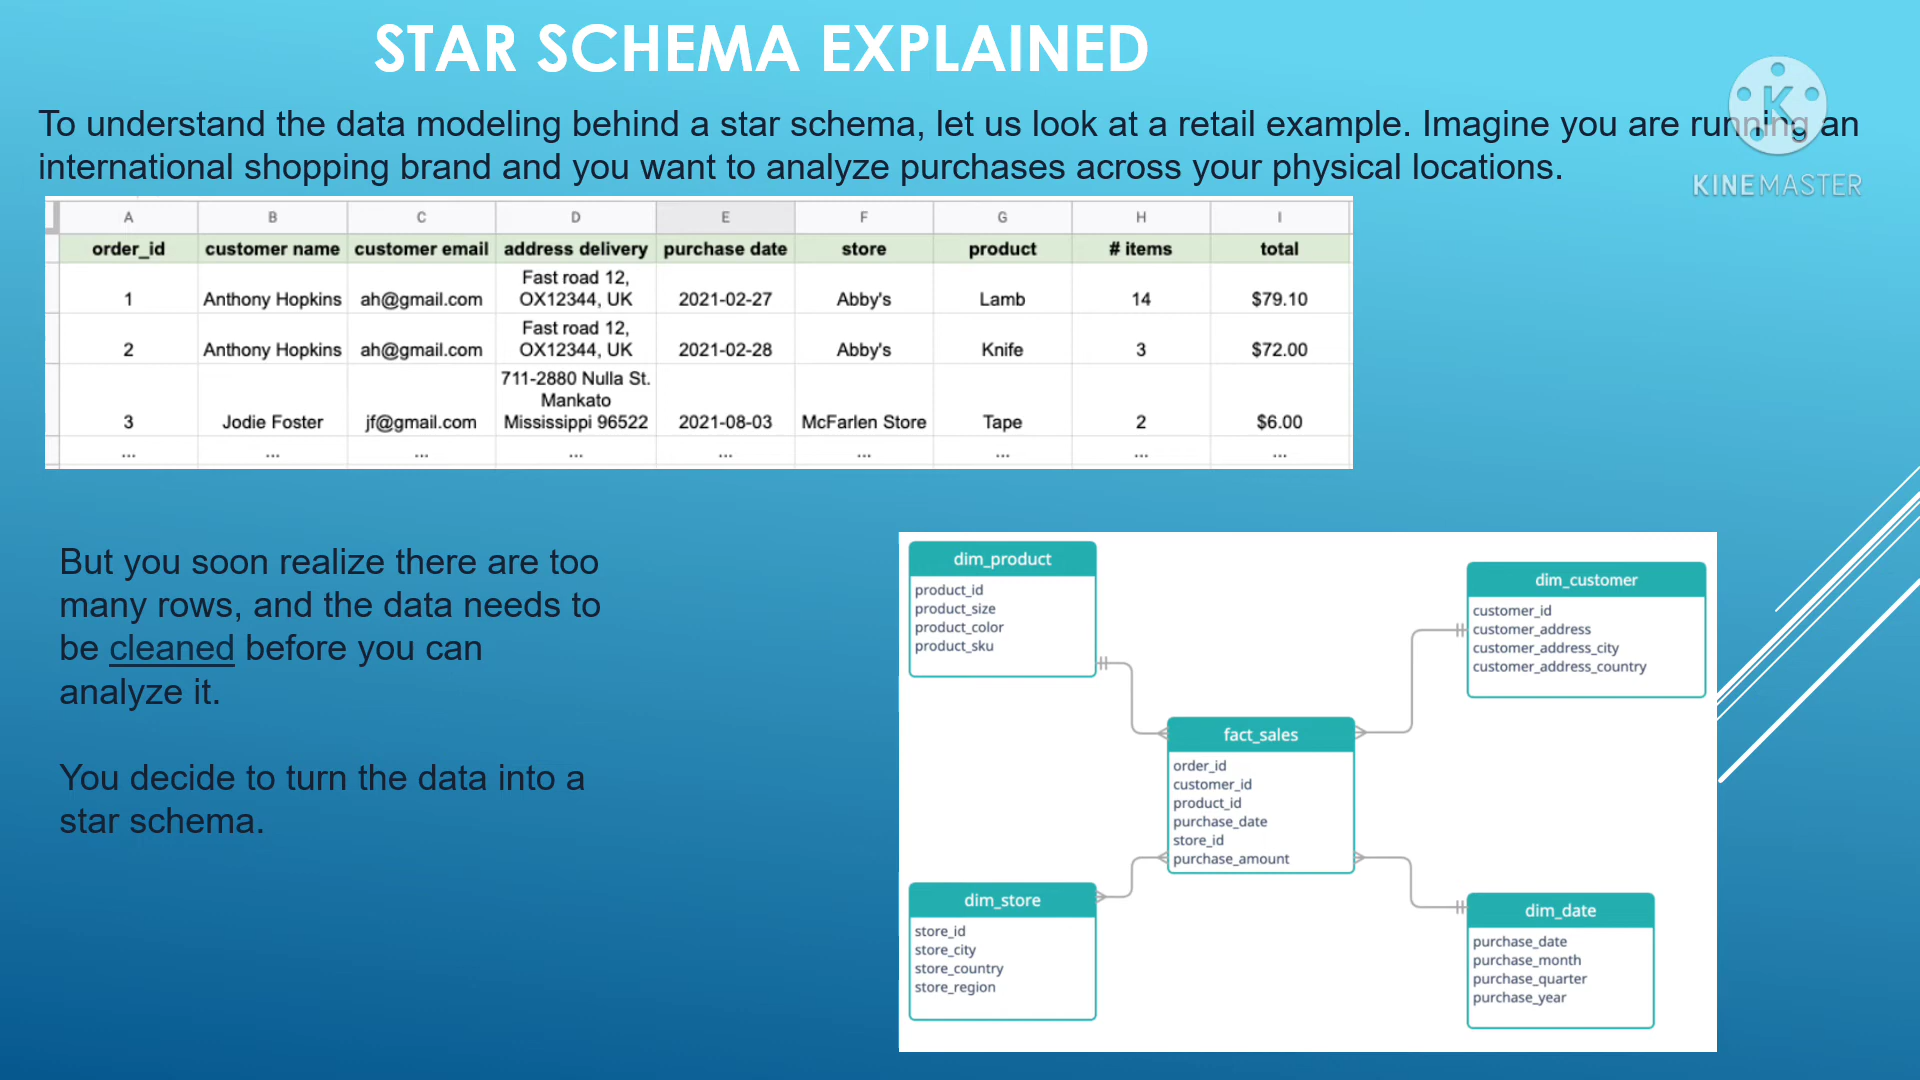 STAR SCHEMA EXPLAINED
To understand the data modeling behind a star schema, let us look at a retail example. Imagine you are running an
international shopping brand and you want to analyze purchases across your physical locations.
K
KINEMASTER
A B C D E F G H I
order_id customer name customer email address delivery purchase date store product # items total
Fast road 12,
1 Anthony Hopkins ah@gmail.com OX12344, UK 2021-02-27 Abby's Lamb 14 $79.10
Fast road 12,
2 Anthony Hopkins ah@gmail.com OX12344, UK 2021-02-28 Abby's Knife 3 $72.00
711-2880 Nulla St.
Mankato
3 Jodie Foster jf@gmail.com Mississippi 96522 2021-08-03 McFarlen Store Tape 2 $6.00
... ... ... ... ... ... ... ... ...
But you soon realize there are too
many rows, and the data needs to
be cleaned before you can
analyze it.
You decide to turn the data into a
star schema.
dim_product
product_id
product_size
product_color
product_sku
dim_customer
customer_id
customer_address
customer_address_city
customer_address_country
fact_sales
order_id
customer_id
product_id
purchase_date
store_id
purchase_amount
dim_store
store_id
store_city
store_country
store_region
dim_date
purchase_date
purchase_month
purchase_quarter
purchase_year